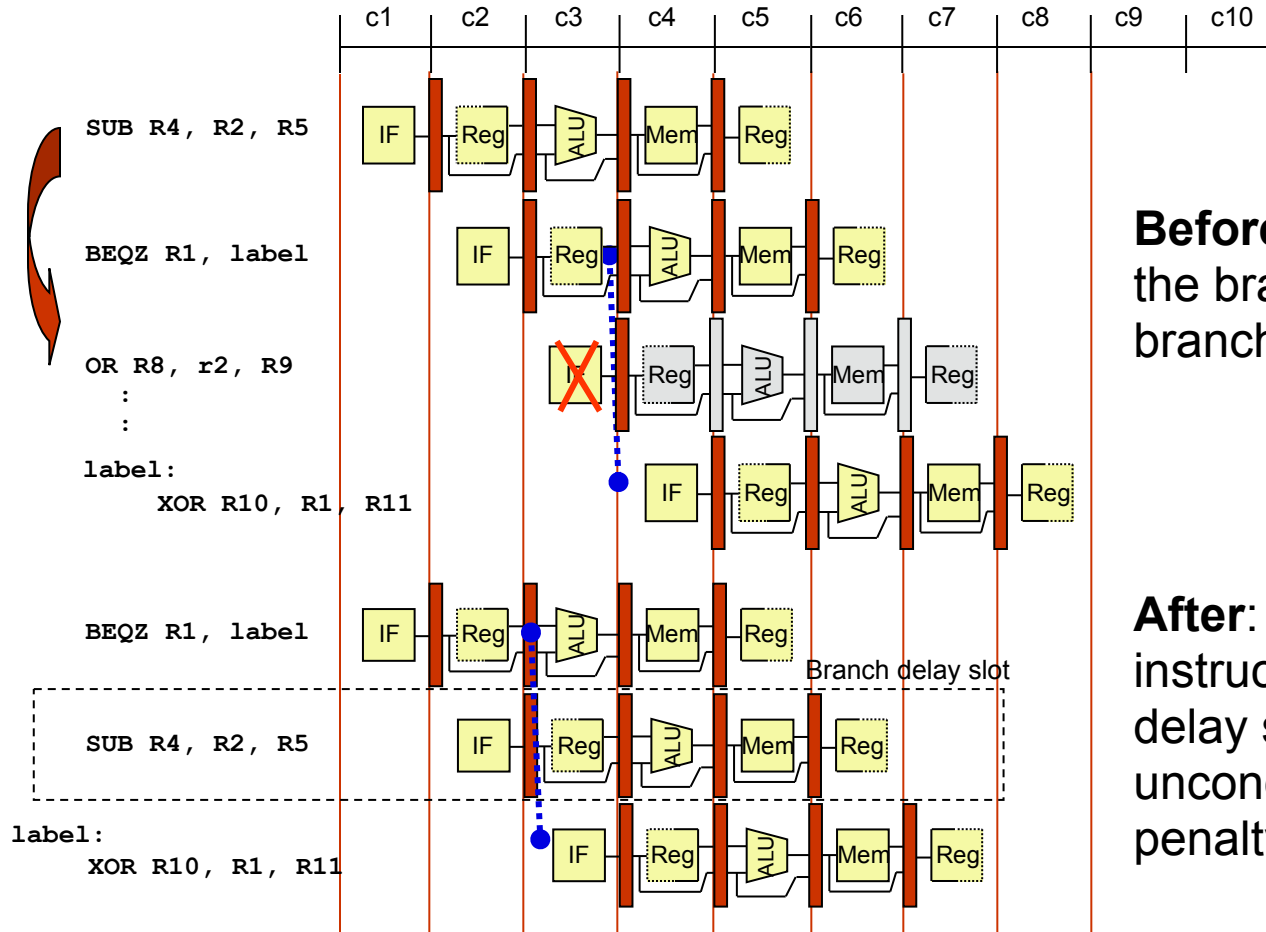 c1 c2 c3 c4 c5 c6 c7 c8 c9 c10
SUB R4, R2, R5 IF Reg ALU Mem Reg
BEQZ R1, label IF Reg ALU Mem Reg
OR R8, r2, R9 IF Reg ALU Mem Reg
:
:
label:
XOR R10, R1, R11 IF Reg ALU Mem Reg
Before
the bra
branch
BEQZ R1, label IF Reg ALU Mem Reg
Branch delay slot
SUB R4, R2, R5 IF Reg ALU Mem Reg
label:
XOR R10, R1, R11 IF Reg ALU Mem Reg
After:
instruc
delay s
uncon
penalt